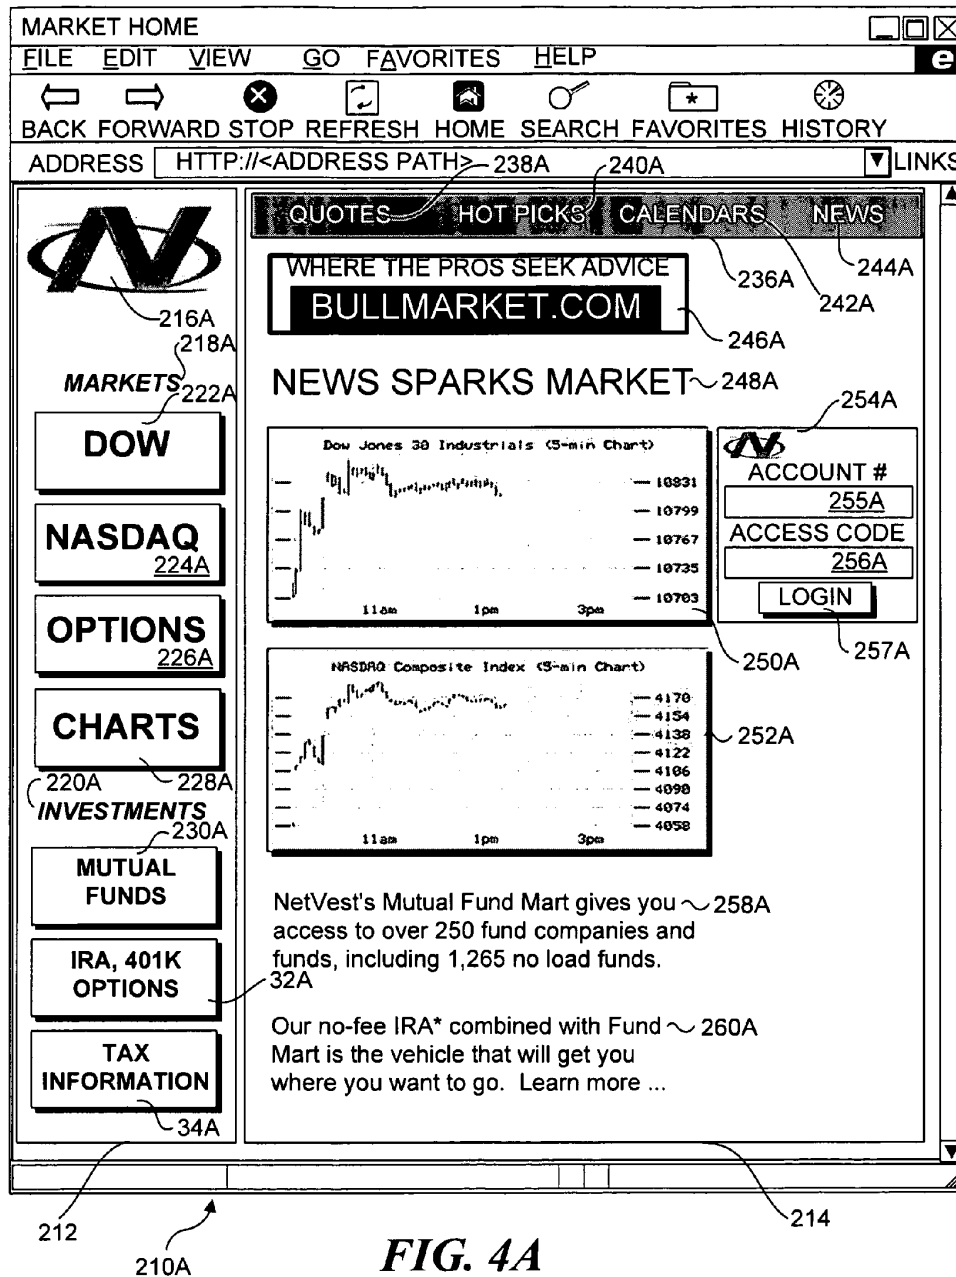 MARKET HOME
FILE EDIT VIEW GO FAVORITES HELP
e
BACK FORWARD STOP REFRESH HOME SEARCH FAVORITES HISTORY
ADDRESS HTTP://<ADDRESS PATH> 238A 240A LINKS
QUOTES HOT PICKS CALENDARS NEWS
236A 244A
242A
N
216A
WHERE THE PROS SEEK ADVICE
BULLMARKET.COM
246A
218A
MARKETS
222A
DOW
NASDAQ
224A
OPTIONS
226A
CHARTS
220A 228A
INVESTMENTS
230A
MUTUAL
FUNDS
IRA, 401K
OPTIONS
32A
TAX
INFORMATION
34A
NEWS SPARKS MARKET 248A
Dow Jones 30 Industrials (5-min Chart)
10831
10799
10767
10735
10703
11am 1pm 3pm
250A
254A
N
ACCOUNT #
255A
ACCESS CODE
256A
LOGIN
257A
NASDAQ Composite Index (5-min Chart)
4170
4154
4138
4122
4106
4090
4074
4058
11am 1pm 3pm
252A
NetVest's Mutual Fund Mart gives you 258A
access to over 250 fund companies and
funds, including 1,265 no load funds.
Our no-fee IRA* combined with Fund 260A
Mart is the vehicle that will get you
where you want to go. Learn more ...
212
210A
214
FIG. 4A